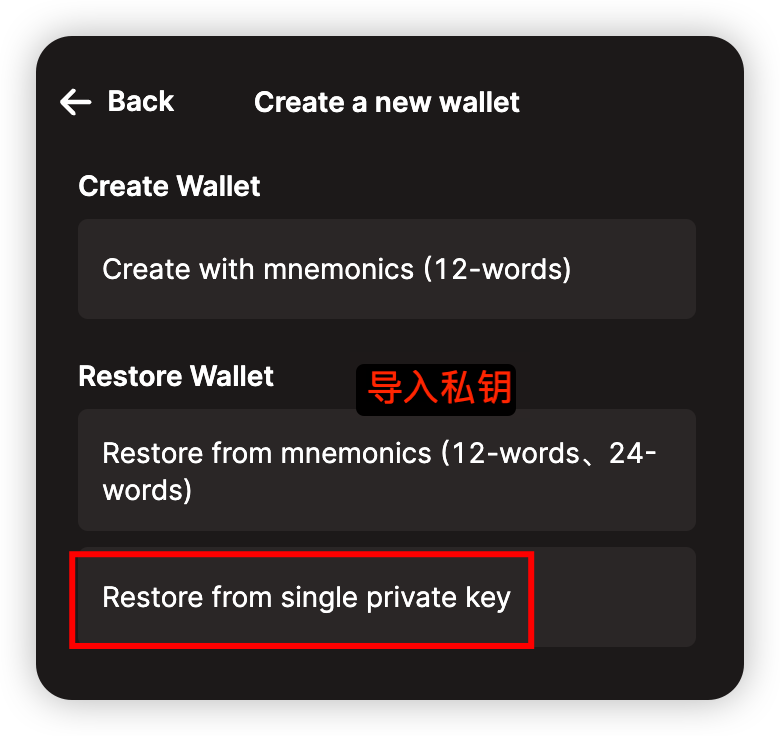 Back
Create a new wallet
Create Wallet
Create with mnemonics (12-words)
Restore Wallet
导入私钥
Restore from mnemonics (12-words、24-
words)
Restore from single private key